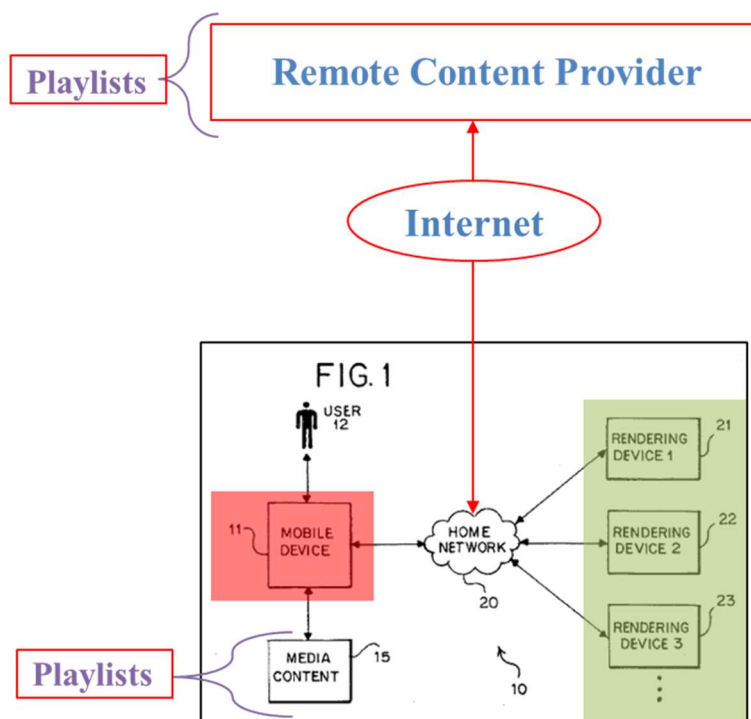 Playlists
Remote Content Provider
Internet
FIG. 1
USER
12
11
MOBILE
DEVICE
HOME
NETWORK
20
RENDERING
DEVICE 1
21
RENDERING
DEVICE 2
22
RENDERING
DEVICE 3
23
Playlists
MEDIA
CONTENT
15
10